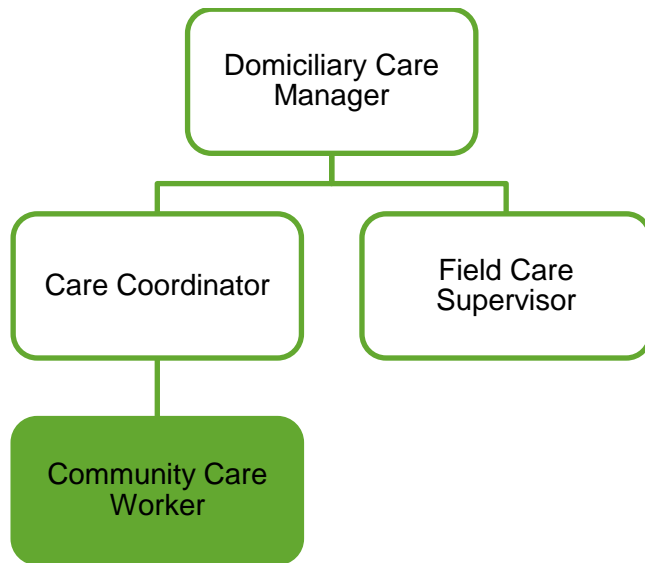 Domiciliary Care
Manager
Care Coordinator
Field Care
Supervisor
Community Care
Worker